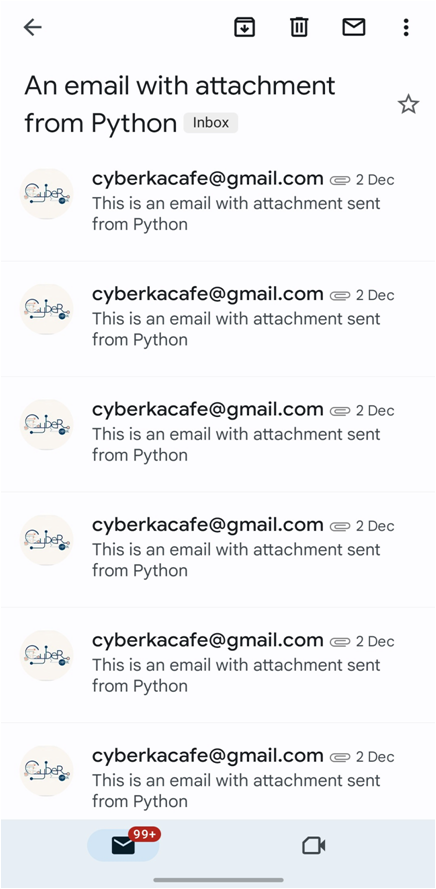 An email with attachment
from Python Inbox
cyberkacafe@gmail.com 2 Dec
This is an email with attachment sent
from Python
cyberkacafe@gmail.com 2 Dec
This is an email with attachment sent
from Python
cyberkacafe@gmail.com 2 Dec
This is an email with attachment sent
from Python
cyberkacafe@gmail.com 2 Dec
This is an email with attachment sent
from Python
cyberkacafe@gmail.com 2 Dec
This is an email with attachment sent
from Python
cyberkacafe@gmail.com 2 Dec
This is an email with attachment sent
from Python
99+